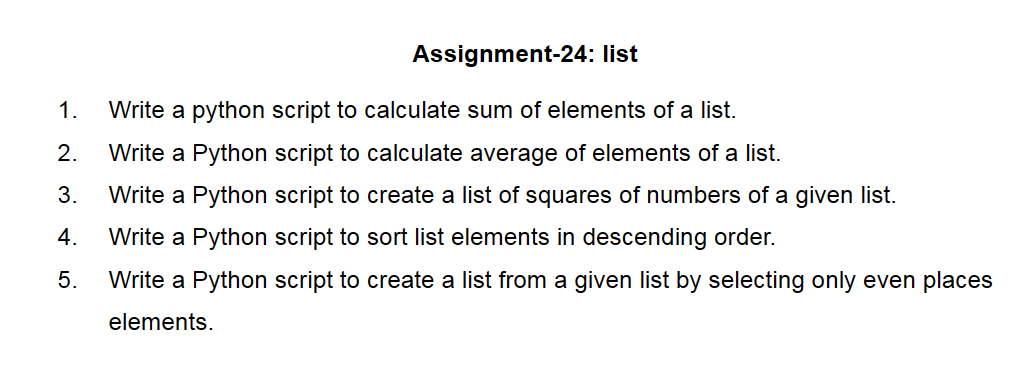 Assignment-24: list
1. Write a python script to calculate sum of elements of a list.
2. Write a Python script to calculate average of elements of a list.
3. Write a Python script to create a list of squares of numbers of a given list.
4. Write a Python script to sort list elements in descending order.
5. Write a Python script to create a list from a given list by selecting only even places
elements.